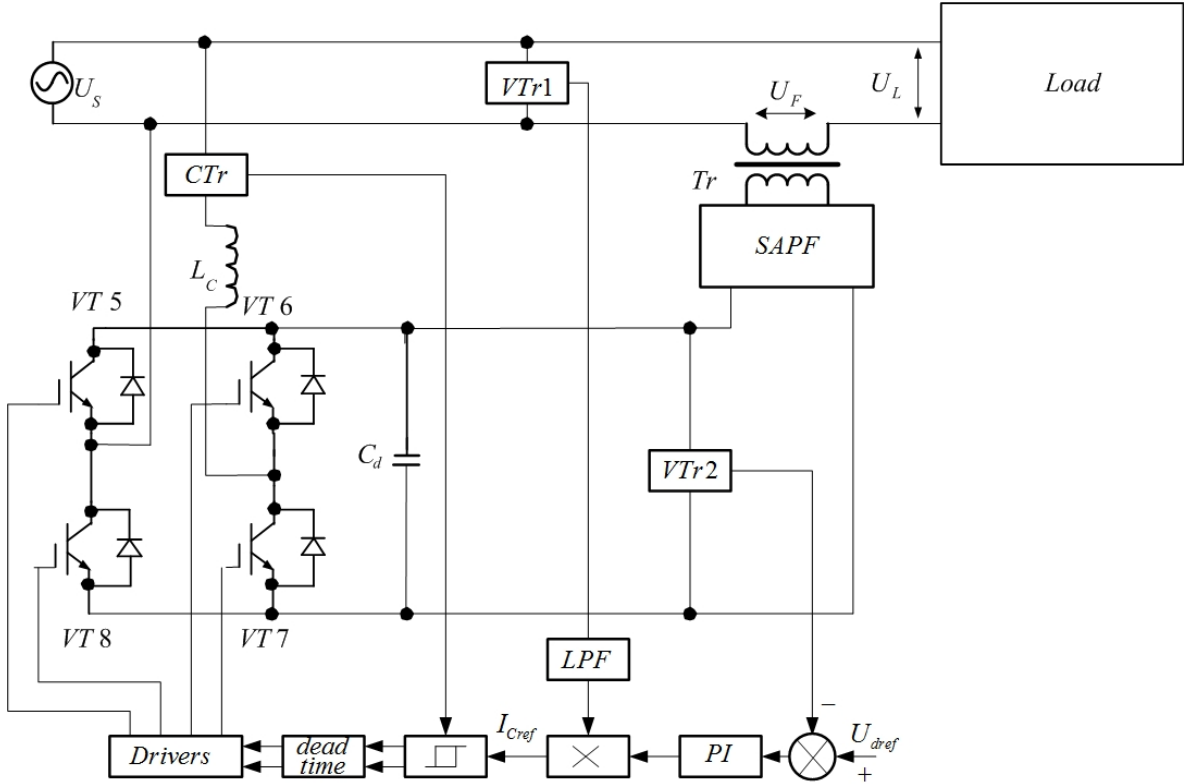 U_S
VTr1
U_F
U_L
Load
CTr
Tr
SAPF
L_C
VT 5
VT 6
C_d
VTr2
VT 8
VT 7
LPF
Drivers
dead
time
I_Cref
×
PI
−
U_dref
+